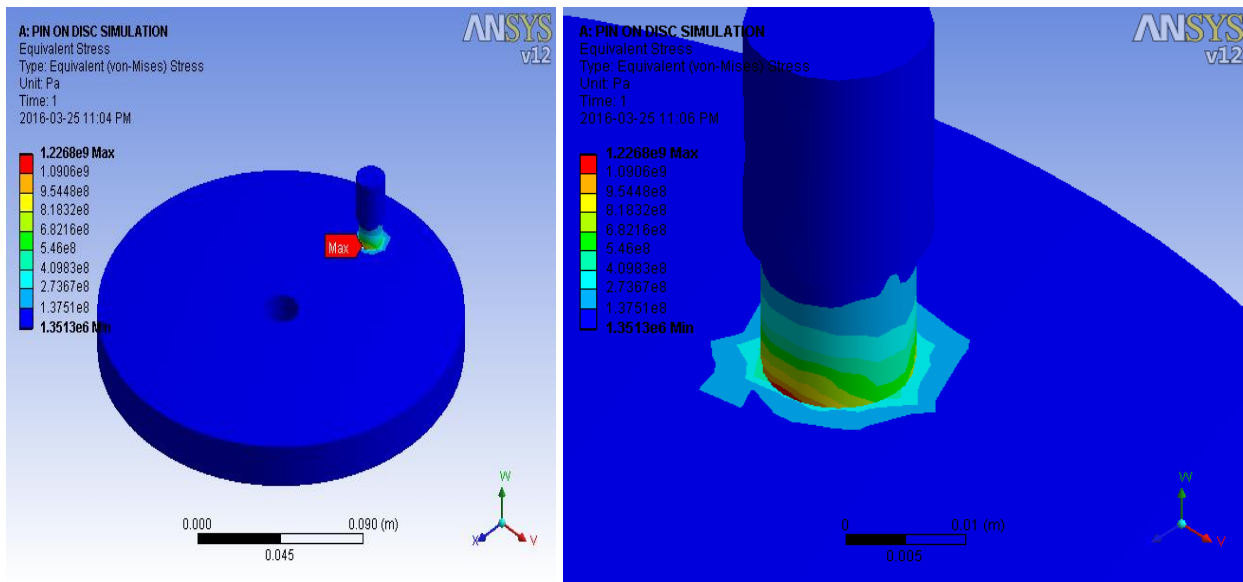 A: PIN ON DISC SIMULATION
Equivalent Stress
Type: Equivalent (von-Mises) Stress
Unit: Pa
Time: 1
2016-03-25 11:04 PM
ANSYS
v12
1.2268e9 Max
1.0906e9
9.5448e8
8.1832e8
6.8216e8
5.46e8
4.0983e8
2.7367e8
1.3751e8
1.3513e6 Min
Max
0.000
0.090 (m)
0.045
W
X
V
A: PIN ON DISC SIMULATION
Equivalent Stress
Type: Equivalent (von-Mises) Stress
Unit: Pa
Time: 1
2016-03-25 11:06 PM
ANSYS
v12
1.2268e9 Max
1.0906e9
9.5448e8
8.1832e8
6.8216e8
5.46e8
4.0983e8
2.7367e8
1.3751e8
1.3513e6 Min
0
0.01 (m)
0.005
W
V